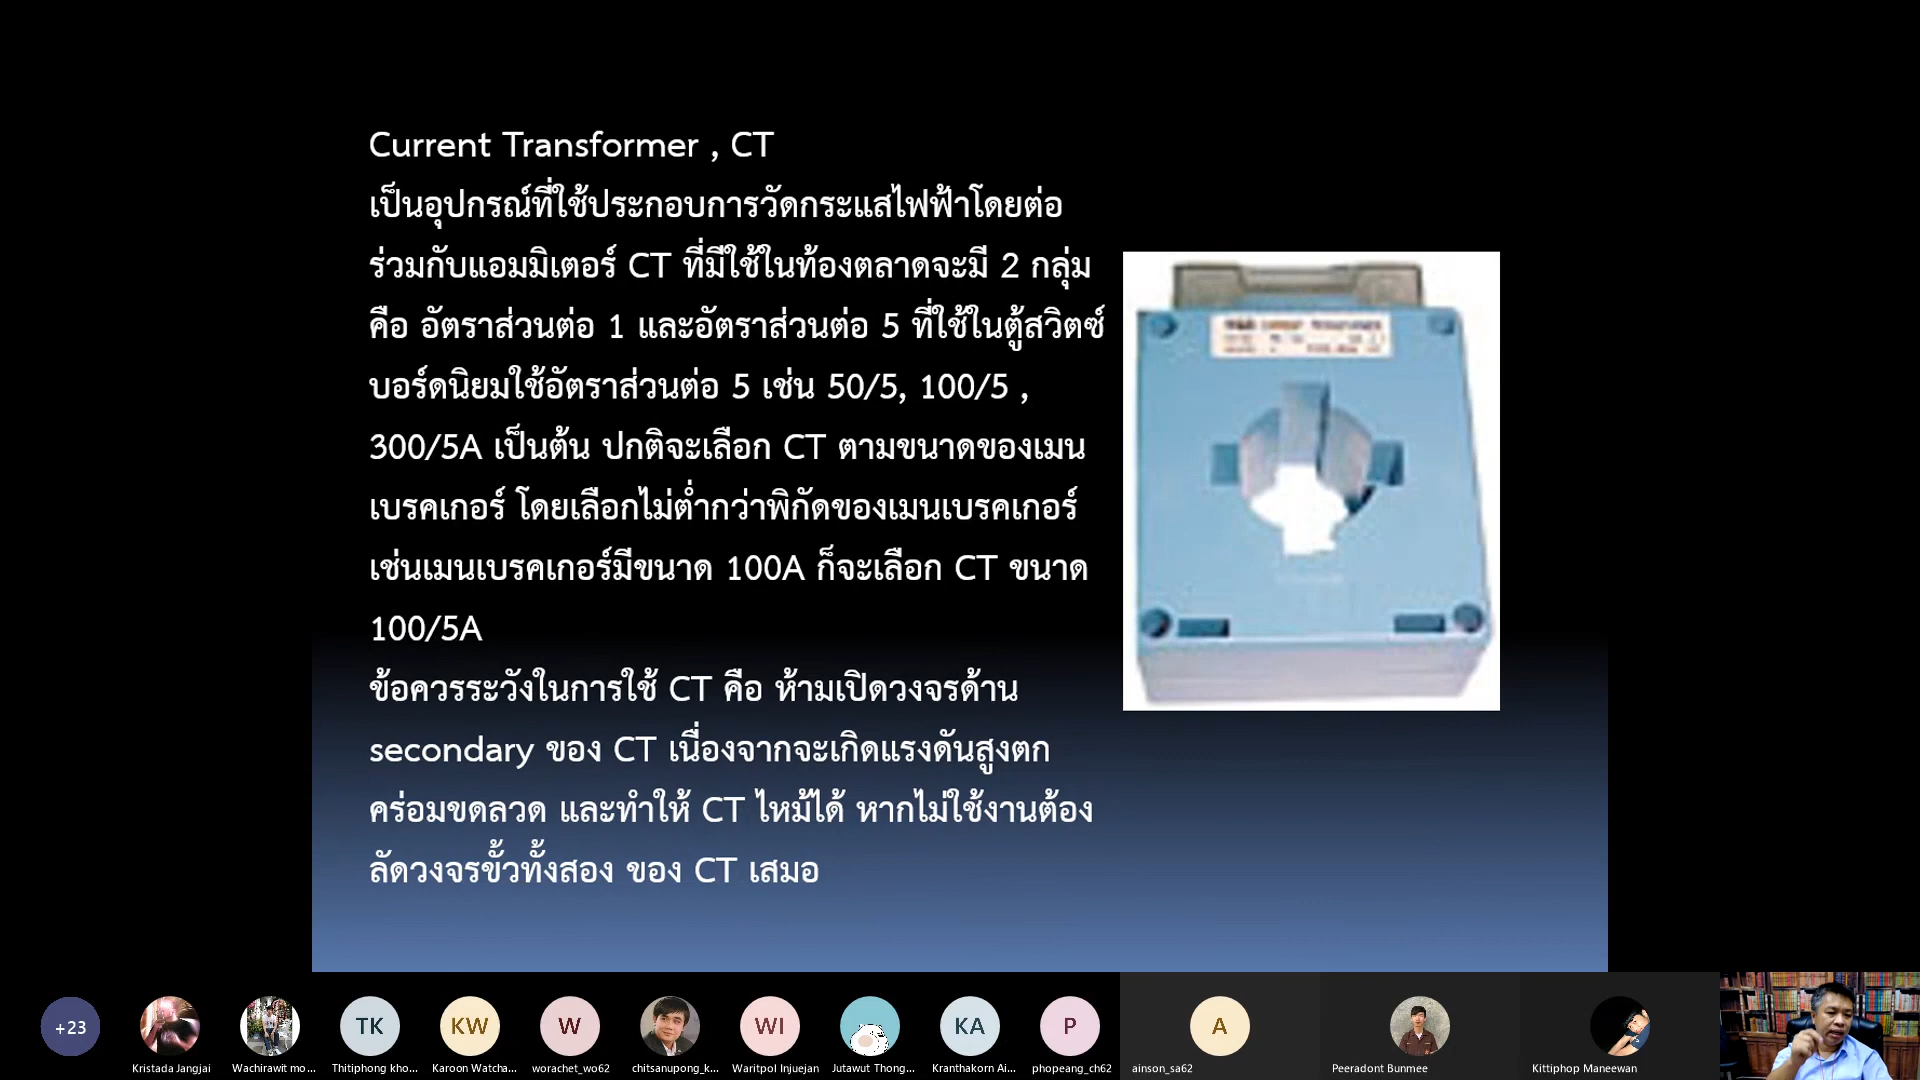 Current Transformer , CT
เป็นอุปกรณ์ที่ใช้ประกอบการวัดกระแสไฟฟ้าโดยต่อ
ร่วมกับแอมมิเตอร์ CT ที่มีใช้ในท้องตลาดจะมี 2 กลุ่ม
คือ อัตราส่วนต่อ 1 และอัตราส่วนต่อ 5 ที่ใช้ในตู้สวิตซ์
บอร์ดนิยมใช้อัตราส่วนต่อ 5 เช่น 50/5, 100/5 ,
300/5A เป็นต้น ปกติจะเลือก CT ตามขนาดของเมน
เบรคเกอร์ โดยเลือกไม่ต่ำกว่าพิกัดของเมนเบรคเกอร์
เช่นเมนเบรคเกอร์มีขนาด 100A ก็จะเลือก CT ขนาด
100/5A
ข้อควรระวังในการใช้ CT คือ ห้ามเปิดวงจรด้าน
secondary ของ CT เนื่องจากจะเกิดแรงดันสูงตก
คร่อมขดลวด และทำให้ CT ไหม้ได้ หากไม่ใช้งานต้อง
ลัดวงจรขั้วทั้งสอง ของ CT เสมอ
+23 TK KW W WI KA P A
Kristada Jangjai Wachirawit mo... Thitiphong kho... Karoon Watcha... worachet_wo62 chitsanupong_k... Waritpol Injuejan Jutawut Thong... Kranthakorn Ai... phopeang_ch62 ainson_sa62 Peeradont Bunmee Kittiphop Maneewan